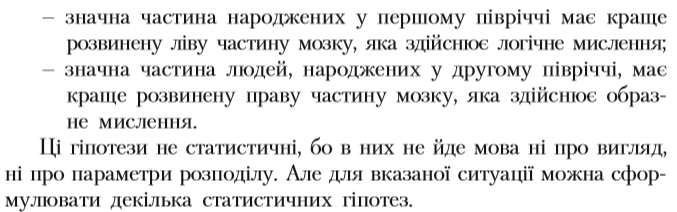 – значна частина народжених у першому півріччі має краще
розвинену ліву частину мозку, яка здійснює логічне мислення;
– значна частина людей, народжених у другому півріччі, має
краще розвинену праву частину мозку, яка здійснює образ-
не мислення.
Ці гіпотези не статистичні, бо в них не йде мова ні про вигляд,
ні про параметри розподілу. Але для вказаної ситуації можна сфор-
мулювати декілька статистичних гіпотез.